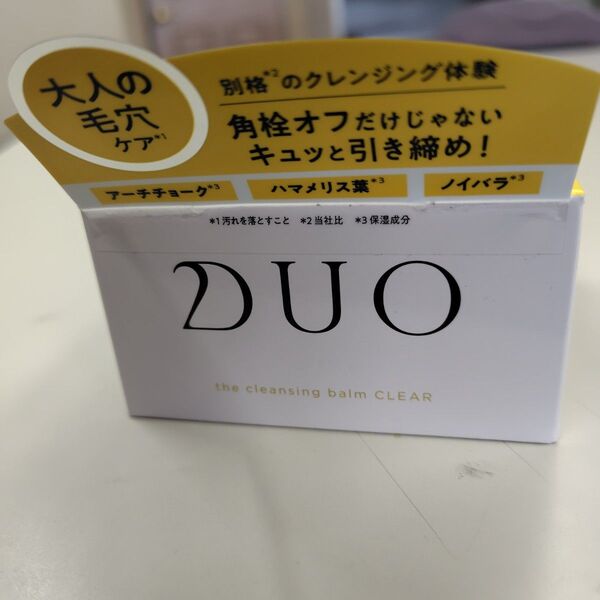 大人の
毛穴
ケア*1
別格*2のクレンジング体験
角栓オフだけじゃない
キュッと引き締め！
アーチチョーク*3 ハマメリス葉*3 ノイバラ*3
*1 汚れを落とすこと *2 当社比 *3 保湿成分
DUO
the cleansing balm CLEAR